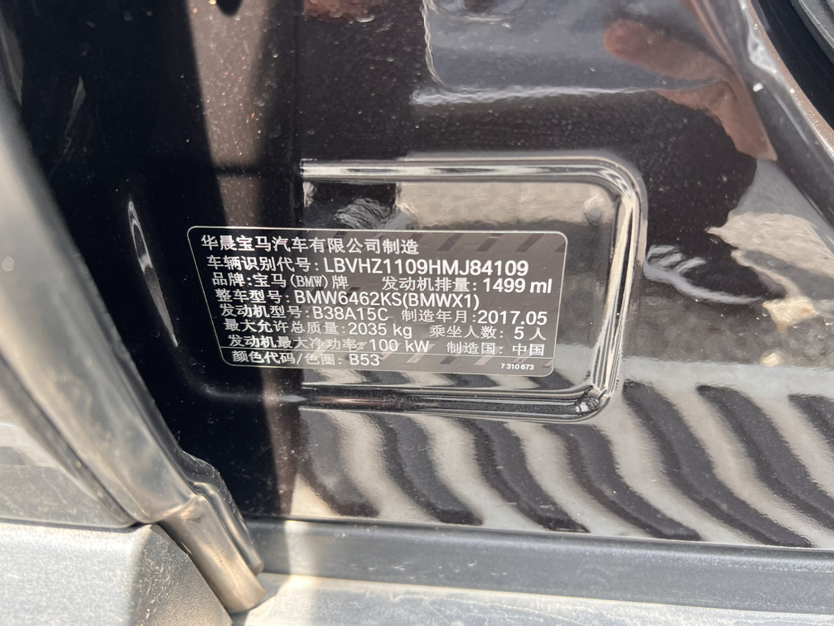 华晨宝马汽车有限公司制造
车辆识别代号: LBVHZ1109HMJ84109
品牌: 宝马(BMW)牌 发动机排量: 1499 ml
整车型号: BMW6462KS(BMWX1)
发动机型号: B38A15C 制造年月: 2017.05
最大允许总质量: 2035 kg 乘坐人数: 5 人
发动机最大净功率: 100 kW 制造国: 中国
颜色代码/色圈: B53
7 310 673